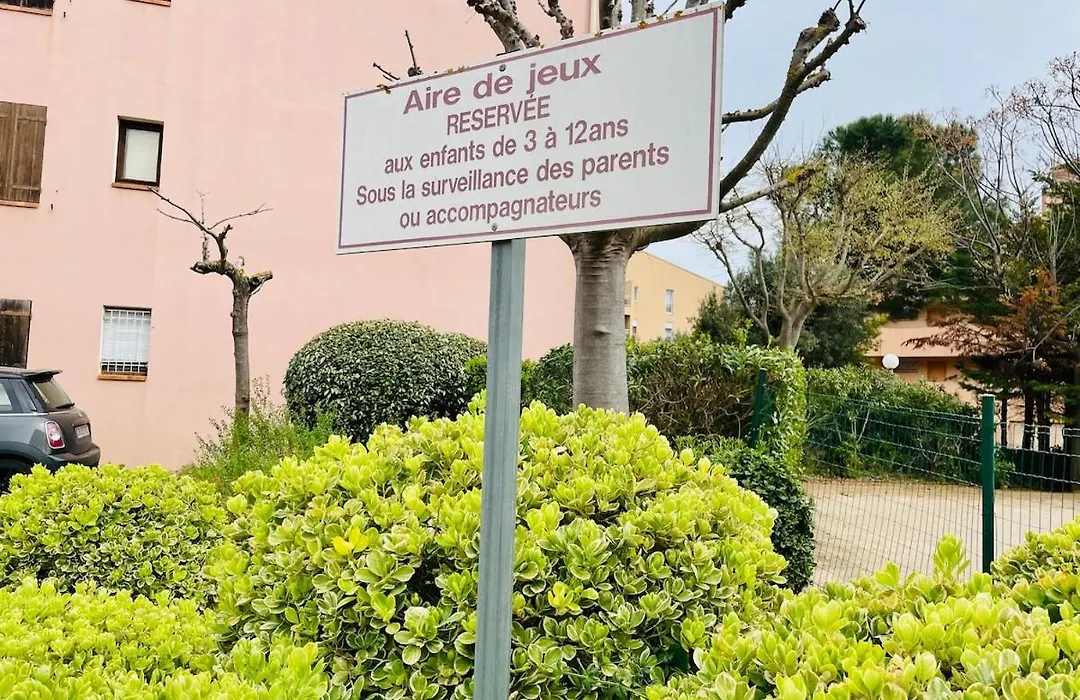 Aire de jeux
RESERVÉE
aux enfants de 3 à 12ans
Sous la surveillance des parents
ou accompagnateurs